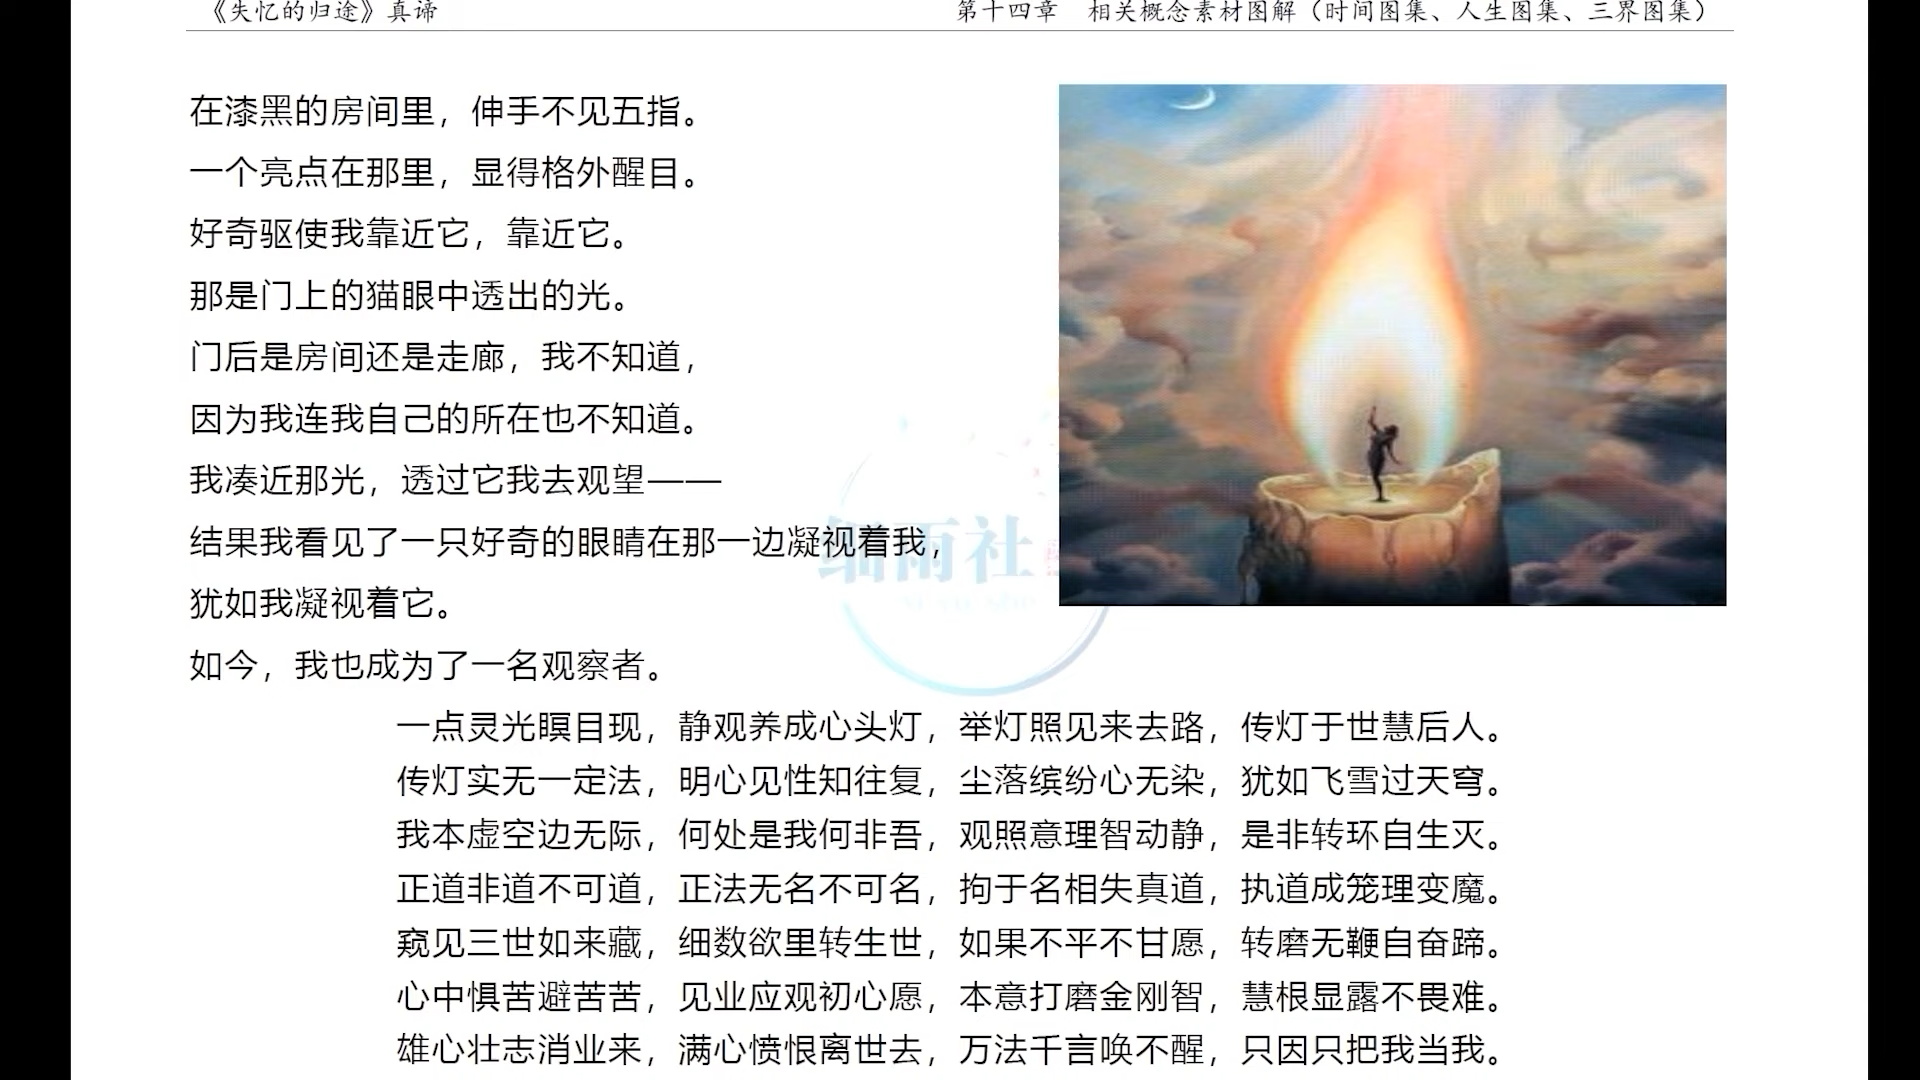 《失忆的归途》真谛
第十四章 相关概念素材图解（时间图集、人生图集、三界图集）
在漆黑的房间里，伸手不见五指。
一个亮点在那里，显得格外醒目。
好奇驱使我靠近它，靠近它。
那是门上的猫眼中透出的光。
门后是房间还是走廊，我不知道，
因为我连我自己的所在也不知道。
我凑近那光，透过它我去观望——
结果我看见了一只好奇的眼睛在那一边凝视着我，
犹如我凝视着它。
如今，我也成为了一名观察者。
细雨社
一点灵光瞑目现，静观养成心头灯，举灯照见来去路，传灯于世慧后人。
传灯实无一定法，明心见性知往复，尘落缤纷心无染，犹如飞雪过天穹。
我本虚空边无际，何处是我何非吾，观照意理智动静，是非转环自生灭。
正道非道不可道，正法无名不可名，拘于名相失真道，执道成笼理变魔。
窥见三世如来藏，细数欲里转生世，如果不平不甘愿，转磨无鞭自奋蹄。
心中惧苦避苦苦，见业应观初心愿，本意打磨金刚智，慧根显露不畏难。
雄心壮志消业来，满心愤恨离世去，万法千言唤不醒，只因只把我当我。